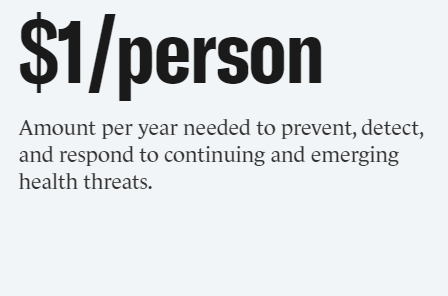 $1/person
Amount per year needed to prevent, detect,
and respond to continuing and emerging
health threats.